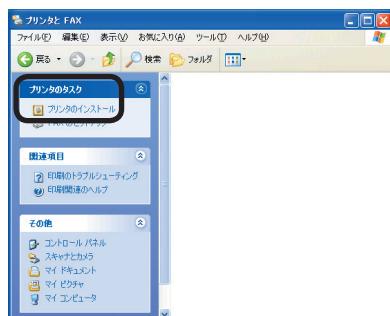 プリンタと FAX
ファイル(F) 編集(E) 表示(V) お気に入り(A) ツール(T) ヘルプ(H)
戻る 検索 フォルダ
プリンタのタスク
プリンタのインストール
関連項目
印刷のトラブルシューティング
印刷関連のヘルプ
その他
コントロール パネル
スキャナとカメラ
マイ ドキュメント
マイ ピクチャ
マイ コンピュータ